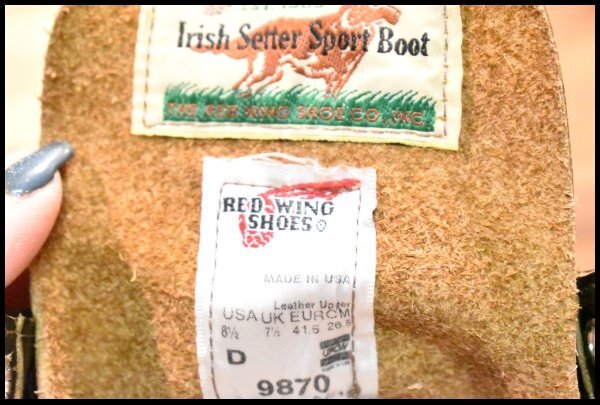 Irish Setter Sport Boot
THE RED WING SHOE CO., INC.
RED WING
SHOES®
MADE IN USA
Leather Upper
USA UK EUR CM
8½ 7½ 41.5 26.5
D
9870